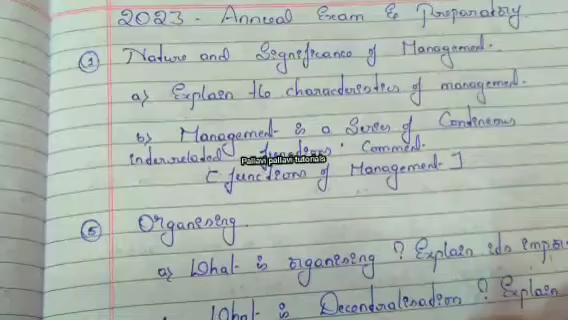 2023 - Annual Exam & Preparatory
① Nature and Significance of Management.
a) Explain the characteristics of management.
b) Management is a Series of Continuous
interrelated functions. Comment.
[ functions of Management ]
Pallavi pallavi tutorials
⑤ Organising
a) What is organising ? Explain its impor
What is Decentralisation ? Explain